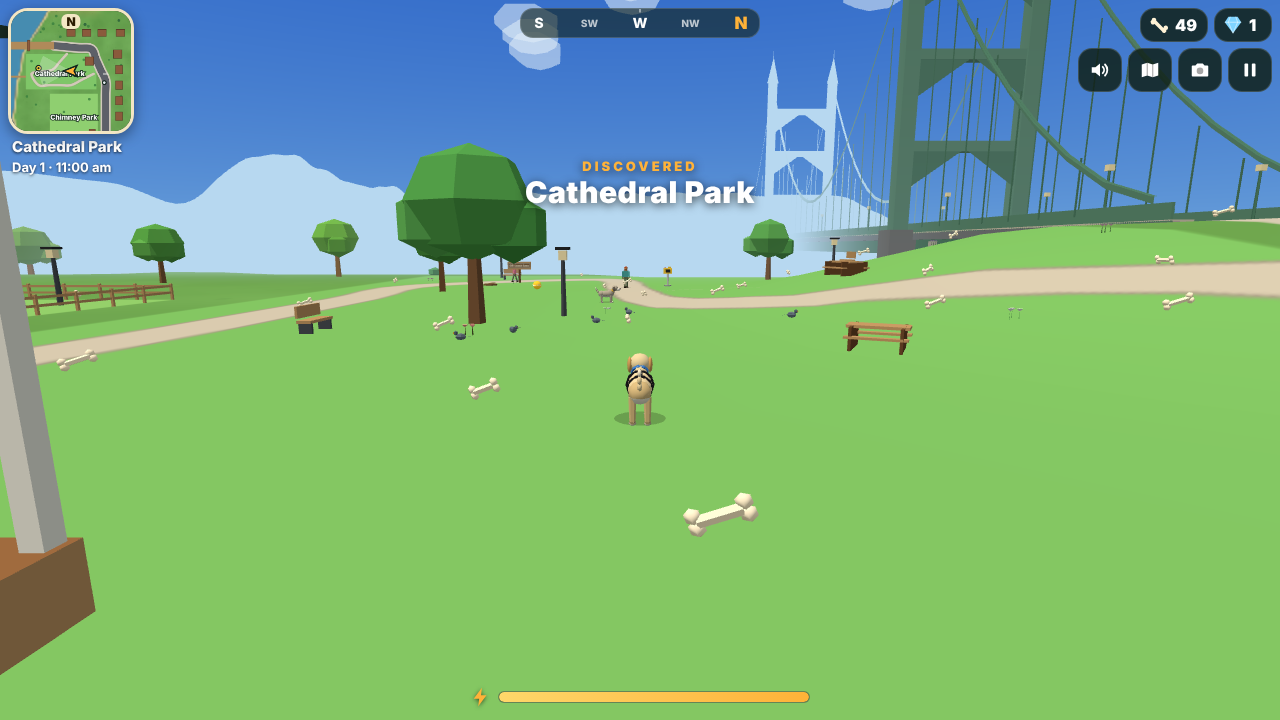 N
Cathedral Park
Chimney Park
Cathedral Park
Day 1 · 11:00 am
S SW W NW N
49
1
DISCOVERED
Cathedral Park